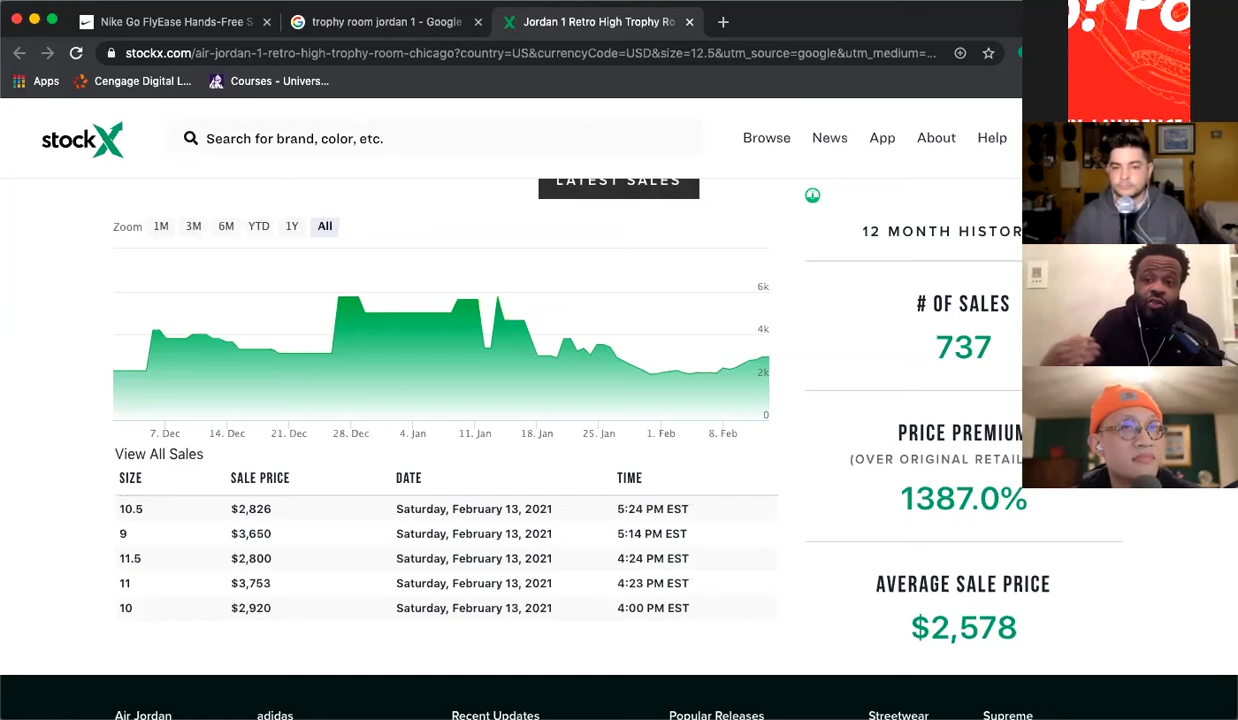 Nike Go FlyEase Hands-Free S
trophy room jordan 1 - Google
Jordan 1 Retro High Trophy Ro
stockx.com/air-jordan-1-retro-high-trophy-room-chicago?country=US&currencyCode=USD&size=12.5&utm_source=google&utm_medium=...
Apps
Cengage Digital L...
Courses - Univers...
stockX
Search for brand, color, etc.
Browse
News
App
About
Help
LATEST SALES
Zoom 1M 3M 6M YTD 1Y All
6k
4k
2k
0
7. Dec 14. Dec 21. Dec 28. Dec 4. Jan 11. Jan 18. Jan 25. Jan 1. Feb 8. Feb
View All Sales
SIZE SALE PRICE DATE TIME
10.5 $2,826 Saturday, February 13, 2021 5:24 PM EST
9 $3,650 Saturday, February 13, 2021 5:14 PM EST
11.5 $2,800 Saturday, February 13, 2021 4:24 PM EST
11 $3,753 Saturday, February 13, 2021 4:23 PM EST
10 $2,920 Saturday, February 13, 2021 4:00 PM EST
12 MONTH HISTOR
# OF SALES
737
PRICE PREMIUM
(OVER ORIGINAL RETAIL
1387.0%
AVERAGE SALE PRICE
$2,578
Air Jordan
adidas
Recent Updates
Popular Releases
Streetwear
Supreme